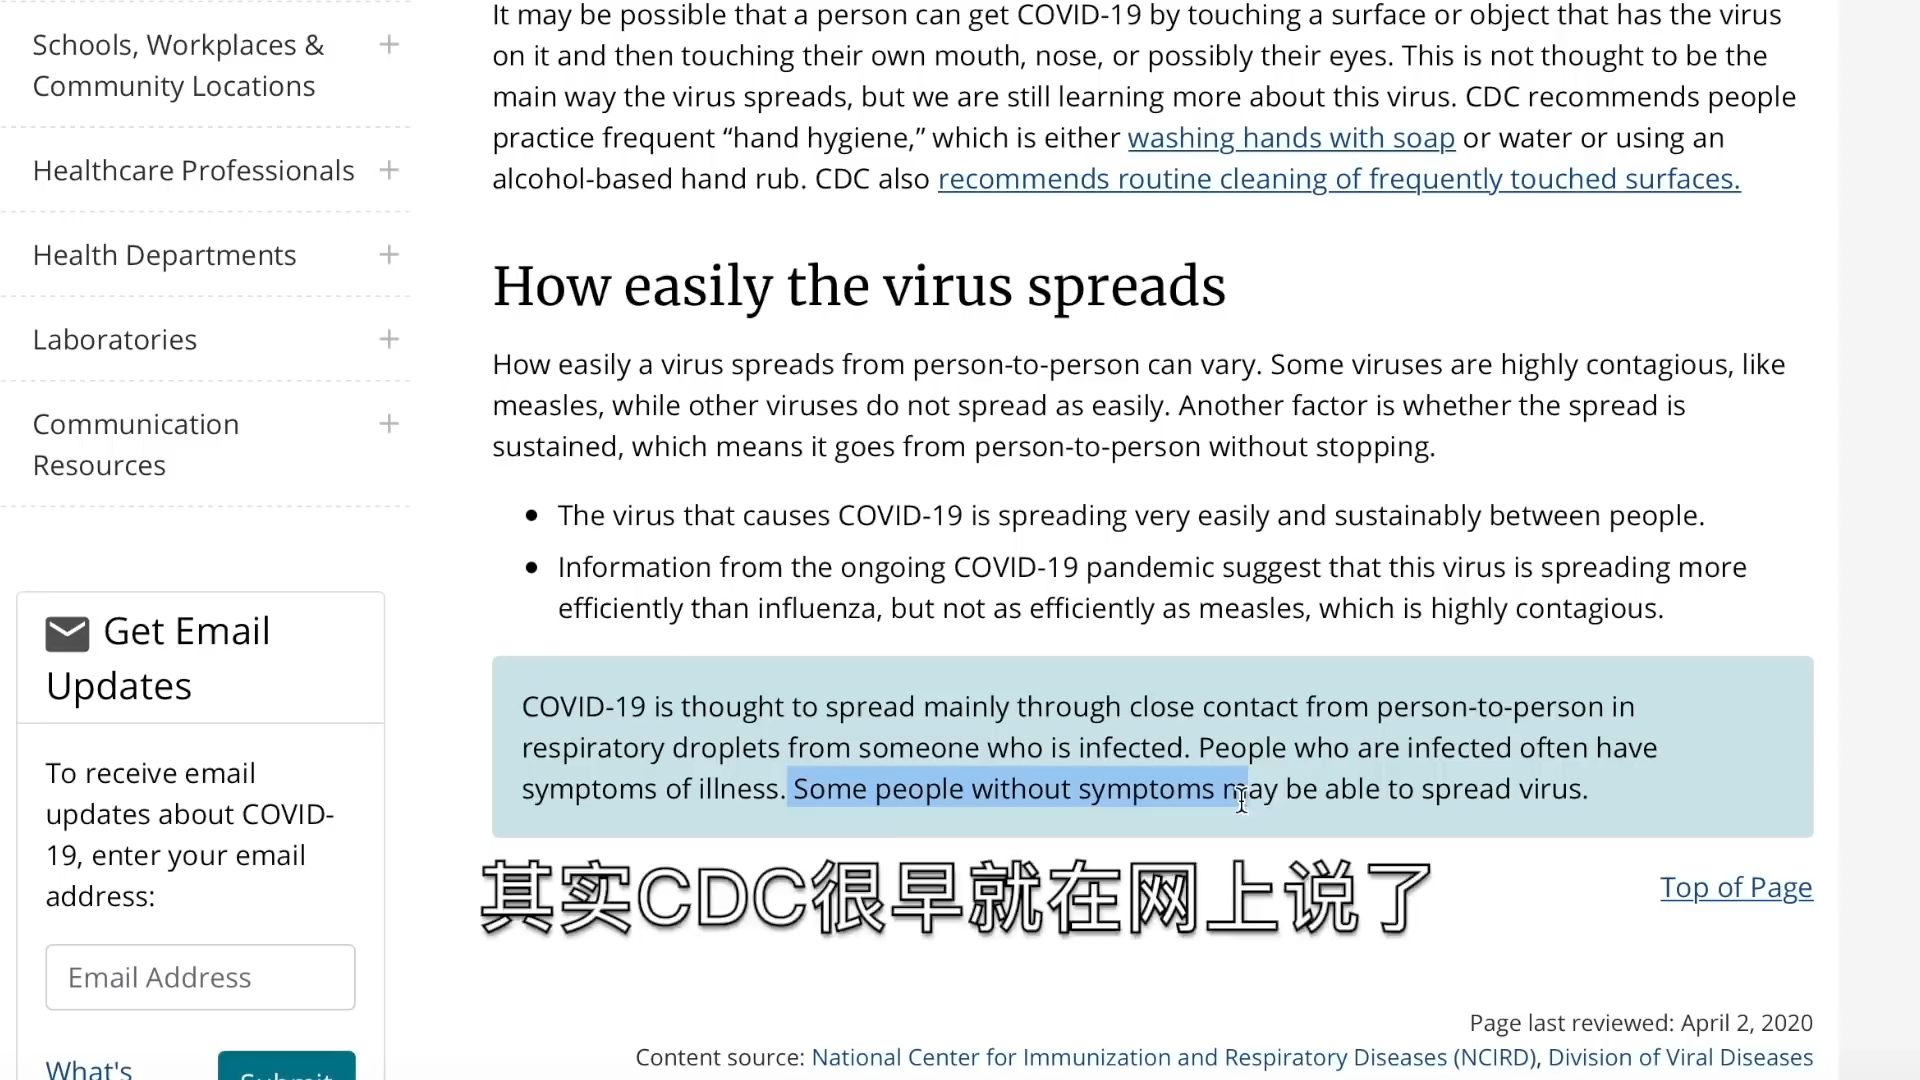 Schools, Workplaces &
Community Locations
Healthcare Professionals
Health Departments
Laboratories
Communication
Resources
Get Email
Updates
To receive email
updates about COVID-
19, enter your email
address:
Email Address
What's
Submit
It may be possible that a person can get COVID-19 by touching a surface or object that has the virus
on it and then touching their own mouth, nose, or possibly their eyes. This is not thought to be the
main way the virus spreads, but we are still learning more about this virus. CDC recommends people
practice frequent “hand hygiene,” which is either washing hands with soap or water or using an
alcohol-based hand rub. CDC also recommends routine cleaning of frequently touched surfaces.
How easily the virus spreads
How easily a virus spreads from person-to-person can vary. Some viruses are highly contagious, like
measles, while other viruses do not spread as easily. Another factor is whether the spread is
sustained, which means it goes from person-to-person without stopping.
The virus that causes COVID-19 is spreading very easily and sustainably between people.
Information from the ongoing COVID-19 pandemic suggest that this virus is spreading more
efficiently than influenza, but not as efficiently as measles, which is highly contagious.
COVID-19 is thought to spread mainly through close contact from person-to-person in
respiratory droplets from someone who is infected. People who are infected often have
symptoms of illness. Some people without symptoms may be able to spread virus.
其实CDC很早就在网上说了
Top of Page
Page last reviewed: April 2, 2020
Content source: National Center for Immunization and Respiratory Diseases (NCIRD), Division of Viral Diseases